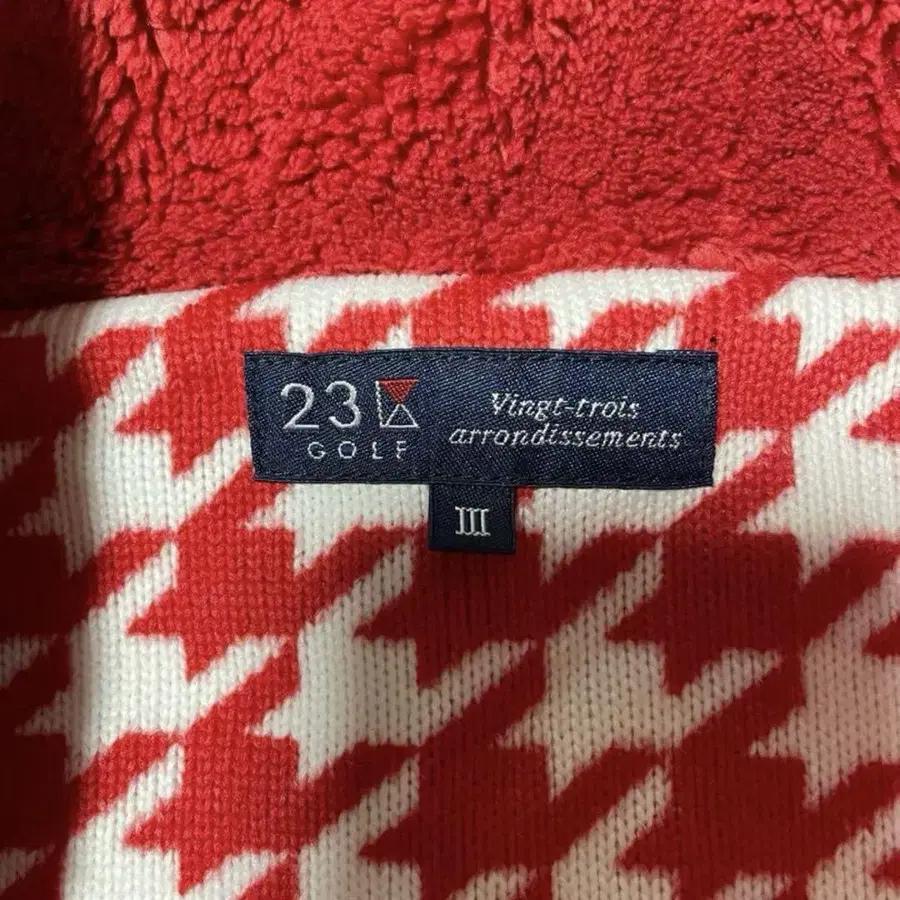 23
GOLF
Vingt-trois
arrondissements
III